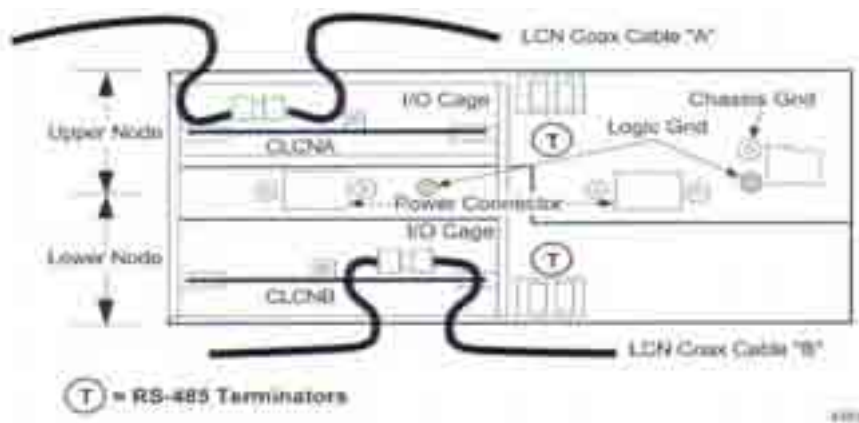 LCN Coax Cable "A"
I/O Cage
Chassis Gnd
Upper Node
Logic Gnd
T
CLCNA
Power Connector
I/O Cage
Lower Node
T
CLCNB
LCN Coax Cable "B"
T = RS-485 Terminators